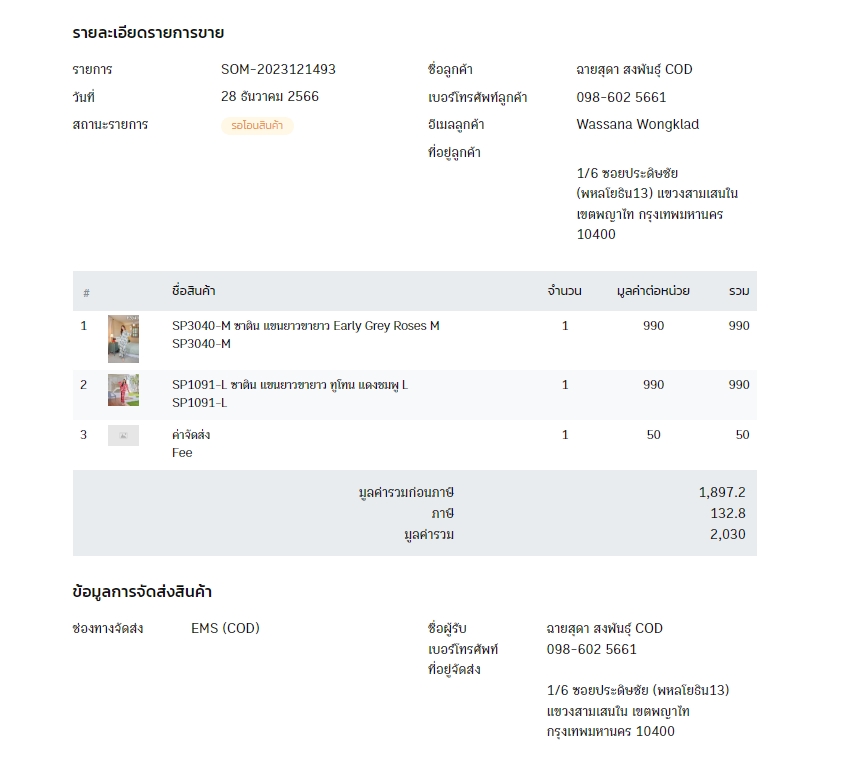 รายละเอียดรายการขาย
รายการ SOM-2023121493
วันที่ 28 ธันวาคม 2566
สถานะรายการ รอโอนสินค้า
ชื่อลูกค้า ฉายสุดา สงพันธุ์ COD
เบอร์โทรศัพท์ลูกค้า 098-602 5661
อีเมลลูกค้า Wassana Wongklad
ที่อยู่ลูกค้า
1/6 ซอยประดิษชัย
(พหลโยธิน13) แขวงสามเสนใน
เขตพญาไท กรุงเทพมหานคร
10400
# ชื่อสินค้า จำนวน มูลค่าต่อหน่วย รวม
1 SP3040-M ซาติน แขนยาวขายาว Early Grey Roses M 1 990 990
SP3040-M
2 SP1091-L ซาติน แขนยาวขายาว ทูโทน แดงชมพู L 1 990 990
SP1091-L
3 ค่าจัดส่ง 1 50 50
Fee
มูลค่ารวมก่อนภาษี 1,897.2
ภาษี 132.8
มูลค่ารวม 2,030
ข้อมูลการจัดส่งสินค้า
ช่องทางจัดส่ง EMS (COD)
ชื่อผู้รับ ฉายสุดา สงพันธุ์ COD
เบอร์โทรศัพท์ 098-602 5661
ที่อยู่จัดส่ง
1/6 ซอยประดิษชัย (พหลโยธิน13)
แขวงสามเสนใน เขตพญาไท
กรุงเทพมหานคร 10400